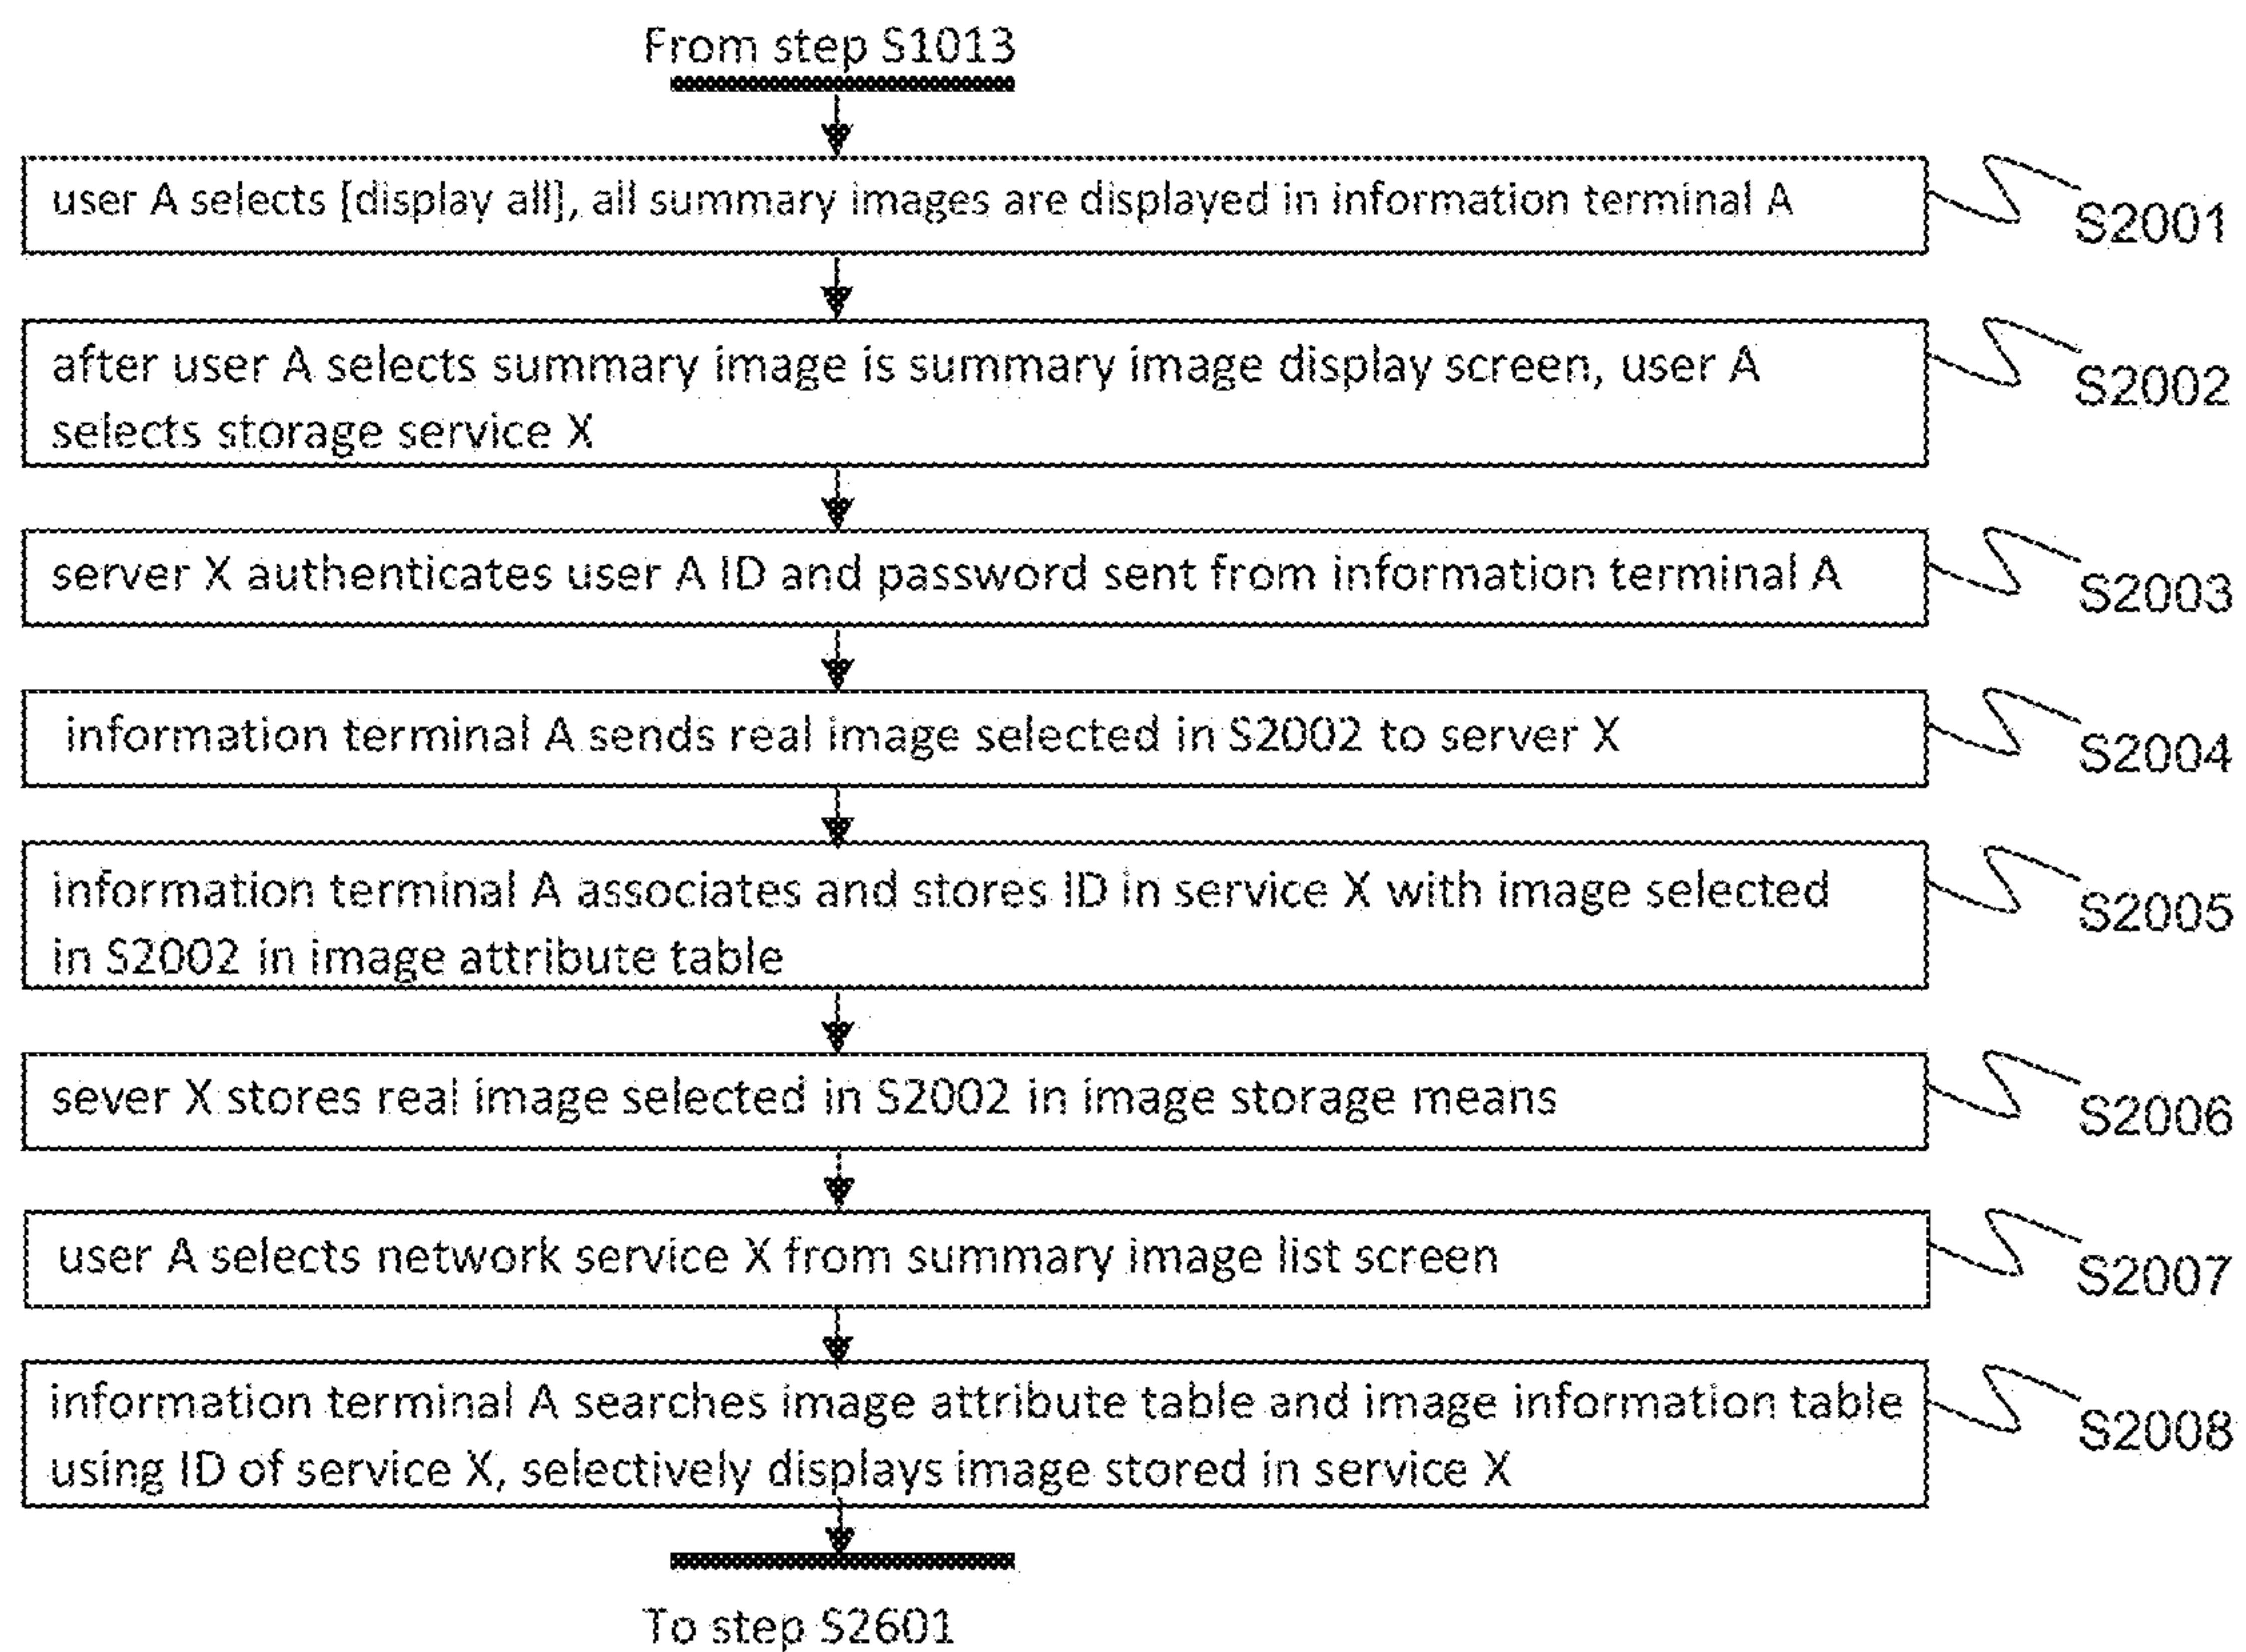 From step S1013
user A selects [display all], all summary images are displayed in information terminal A
S2001
after user A selects summary image is summary image display screen, user A
selects storage service X
S2002
server X authenticates user A ID and password sent from information terminal A
S2003
information terminal A sends real image selected in S2002 to server X
S2004
information terminal A associates and stores ID in service X with image selected
in S2002 in image attribute table
S2005
sever X stores real image selected in S2002 in image storage means
S2006
user A selects network service X from summary image list screen
S2007
information terminal A searches image attribute table and image information table
using ID of service X, selectively displays image stored in service X
S2008
To step S2601